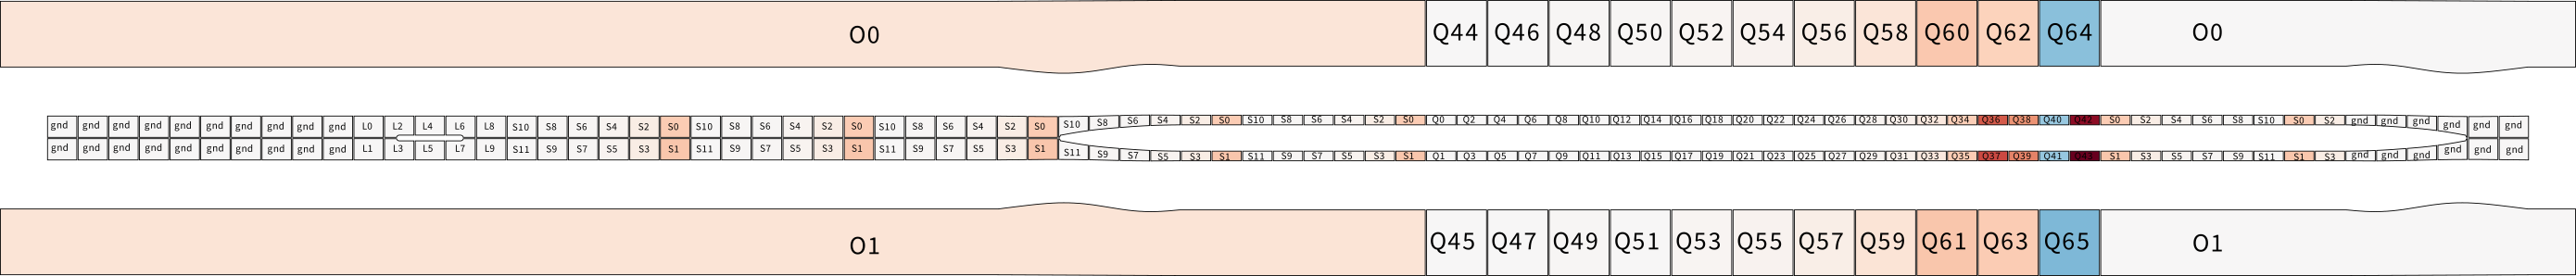 O0 Q44 Q46 Q48 Q50 Q52 Q54 Q56 Q58 Q60 Q62 Q64 O0
gnd gnd gnd gnd gnd gnd gnd gnd gnd gnd L0 L2 L4 L6 L8 S10 S8 S6 S4 S2 S0 S10 S8 S6 S4 S2 S0 S10 S8 S6 S4 S2 S0 S10 S8 S6 S4 S2 S0 S10 S8 S6 S4 S2 S0 Q0 Q2 Q4 Q6 Q8 Q10 Q12 Q14 Q16 Q18 Q20 Q22 Q24 Q26 Q28 Q30 Q32 Q34 Q36 Q38 Q40 Q42 S0 S2 S4 S6 S8 S10 S0 S2 gnd gnd gnd gnd gnd gnd
gnd gnd gnd gnd gnd gnd gnd gnd gnd gnd L1 L3 L5 L7 L9 S11 S9 S7 S5 S3 S1 S11 S9 S7 S5 S3 S1 S11 S9 S7 S5 S3 S1 S11 S9 S7 S5 S3 S1 S11 S9 S7 S5 S3 S1 Q1 Q3 Q5 Q7 Q9 Q11 Q13 Q15 Q17 Q19 Q21 Q23 Q25 Q27 Q29 Q31 Q33 Q35 Q37 Q39 Q41 Q43 S1 S3 S5 S7 S9 S11 S1 S3 gnd gnd gnd gnd gnd gnd
O1 Q45 Q47 Q49 Q51 Q53 Q55 Q57 Q59 Q61 Q63 Q65 O1